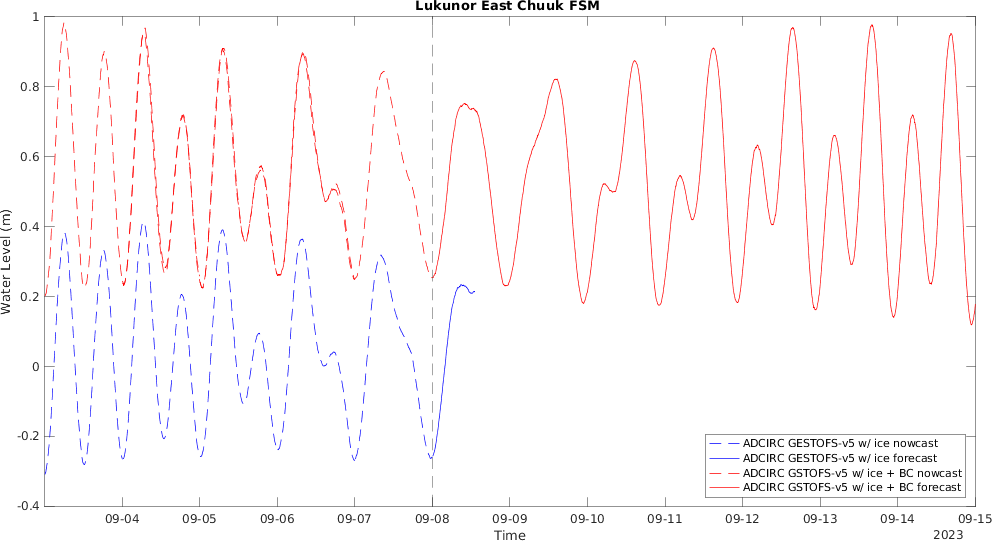 Lukunor East Chuuk FSM
1
0.8
0.6
0.4
0.2
0
-0.2
-0.4
Water Level (m)
ADCIRC GESTOFS-v5 w/ ice nowcast
ADCIRC GESTOFS-v5 w/ ice forecast
ADCIRC GSTOFS-v5 w/ ice + BC nowcast
ADCIRC GSTOFS-v5 w/ ice + BC forecast
09-04 09-05 09-06 09-07 09-08 09-09 09-10 09-11 09-12 09-13 09-14 09-15
Time
2023